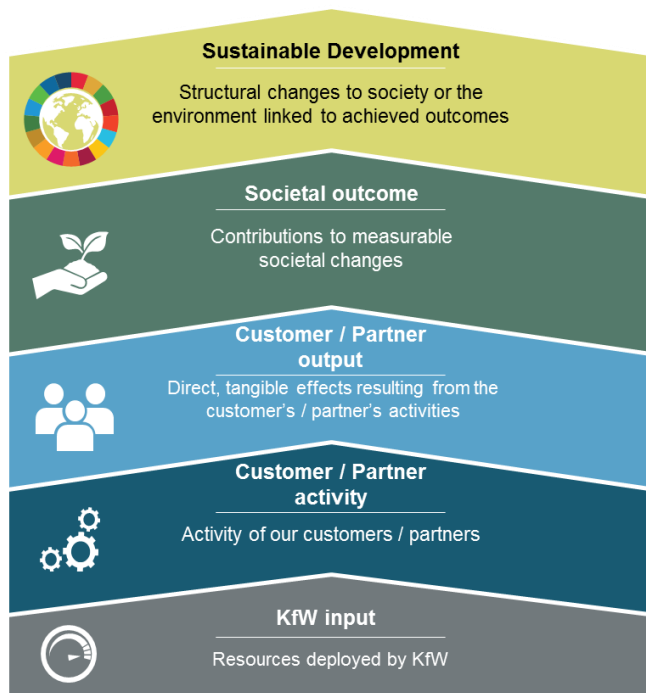 Sustainable Development
Structural changes to society or the
environment linked to achieved outcomes
Societal outcome
Contributions to measurable
societal changes
Customer / Partner
output
Direct, tangible effects resulting from the
customer's / partner's activities
Customer / Partner
activity
Activity of our customers / partners
KfW input
Resources deployed by KfW